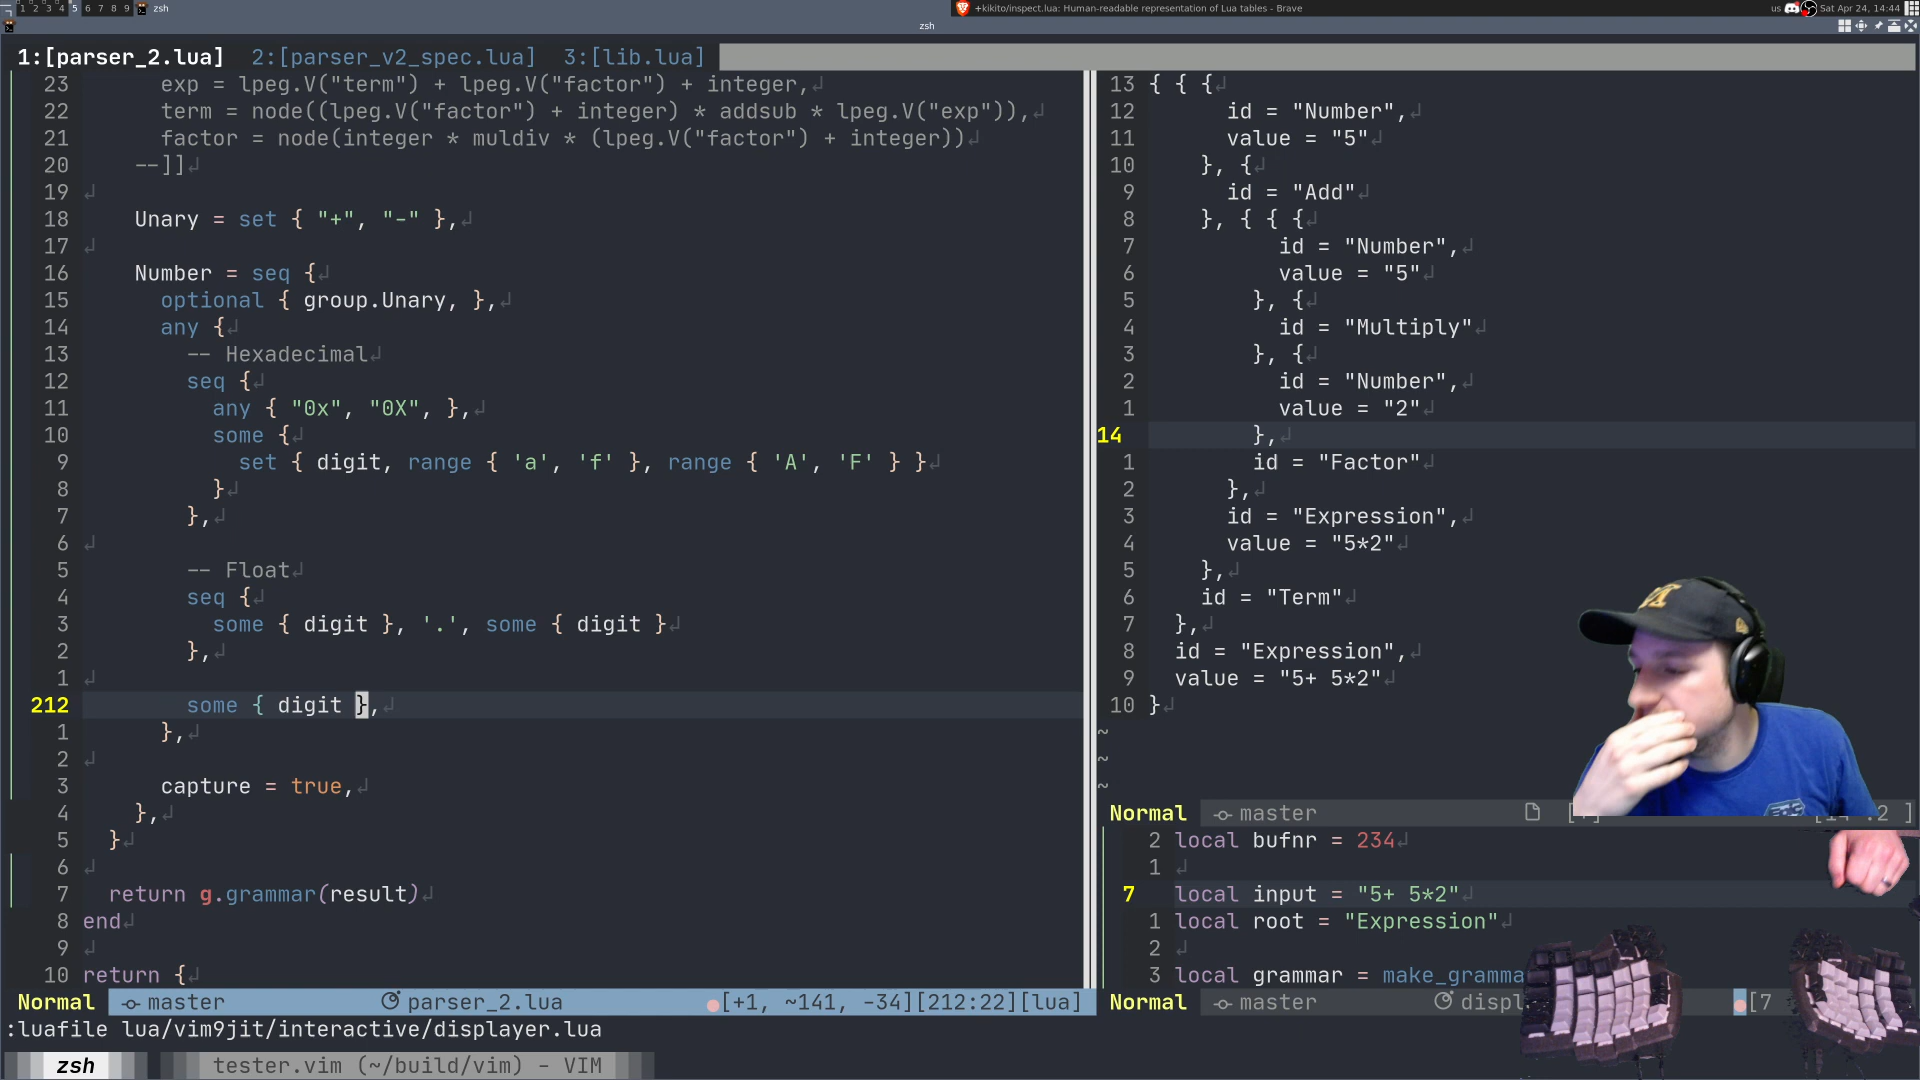 1 2 3 4 5 6 7 8 9 zsh
+kikito/inspect.lua: Human-readable representation of Lua tables - Brave
us Sat Apr 24, 14:44
zsh
1:[parser_2.lua] 2:[parser_v2_spec.lua] 3:[lib.lua]
23 exp = lpeg.V("term") + lpeg.V("factor") + integer,
22 term = node((lpeg.V("factor") + integer) * addsub * lpeg.V("exp")),
21 factor = node(integer * muldiv * (lpeg.V("factor") + integer))
20 --]]
19
18 Unary = set { "+", "-" },
17
16 Number = seq {
15 optional { group.Unary, },
14 any {
13 -- Hexadecimal
12 seq {
11 any { "0x", "0X", },
10 some {
9 set { digit, range { 'a', 'f' }, range { 'A', 'F' } }
8 }
7 },
6
5 -- Float
4 seq {
3 some { digit }, '.', some { digit }
2 },
1
212 some { digit },
1 },
2
3 capture = true,
4 },
5 }
6
7 return g.grammar(result)
8 end
9
10 return {
Normal master parser_2.lua [+1, ~141, -34][212:22][lua]
:luafile lua/vim9jit/interactive/displayer.lua
zsh tester.vim (~/build/vim) - VIM
13 { { {
12 id = "Number",
11 value = "5"
10 }, {
9 id = "Add"
8 }, { { {
7 id = "Number",
6 value = "5"
5 }, {
4 id = "Multiply"
3 }, {
2 id = "Number",
1 value = "2"
14 },
1 id = "Factor"
2 },
3 id = "Expression",
4 value = "5*2"
5 },
6 id = "Term"
7 },
8 id = "Expression",
9 value = "5+ 5*2"
10 }
~
~
~
Normal master
2 local bufnr = 234
1
7 local input = "5+ 5*2"
1 local root = "Expression"
2
3 local grammar = make_gramma
Normal master displ [7